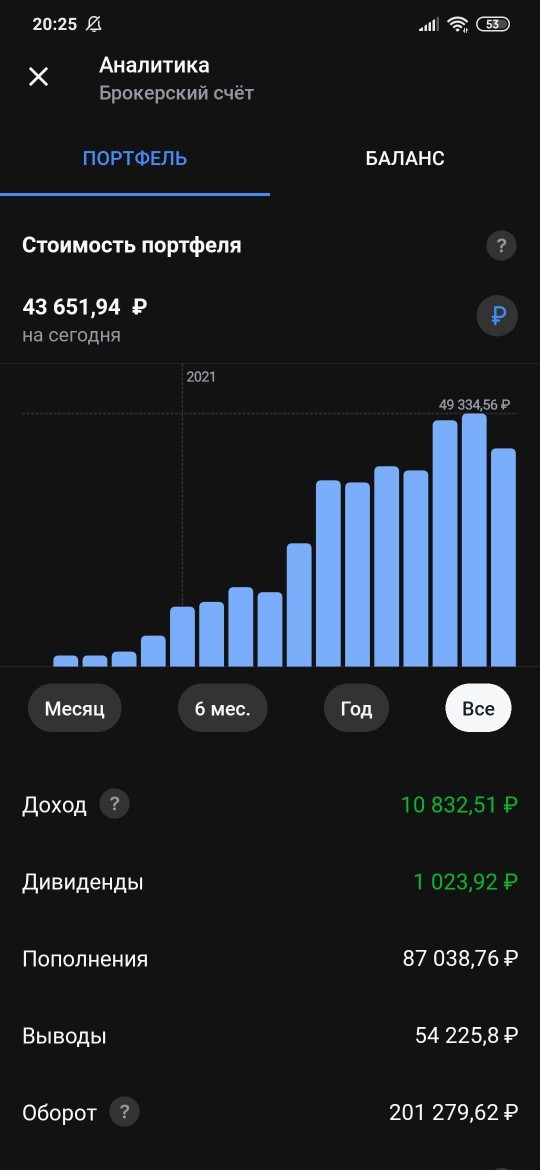 20:25
53
Аналитика
Брокерский счёт
ПОРТФЕЛЬ
БАЛАНС
Стоимость портфеля
?
43 651,94 ₽
на сегодня
₽
2021
49 334,56 ₽
Месяц
6 мес.
Год
Все
Доход ? 10 832,51 ₽
Дивиденды 1 023,92 ₽
Пополнения 87 038,76 ₽
Выводы 54 225,8 ₽
Оборот ? 201 279,62 ₽